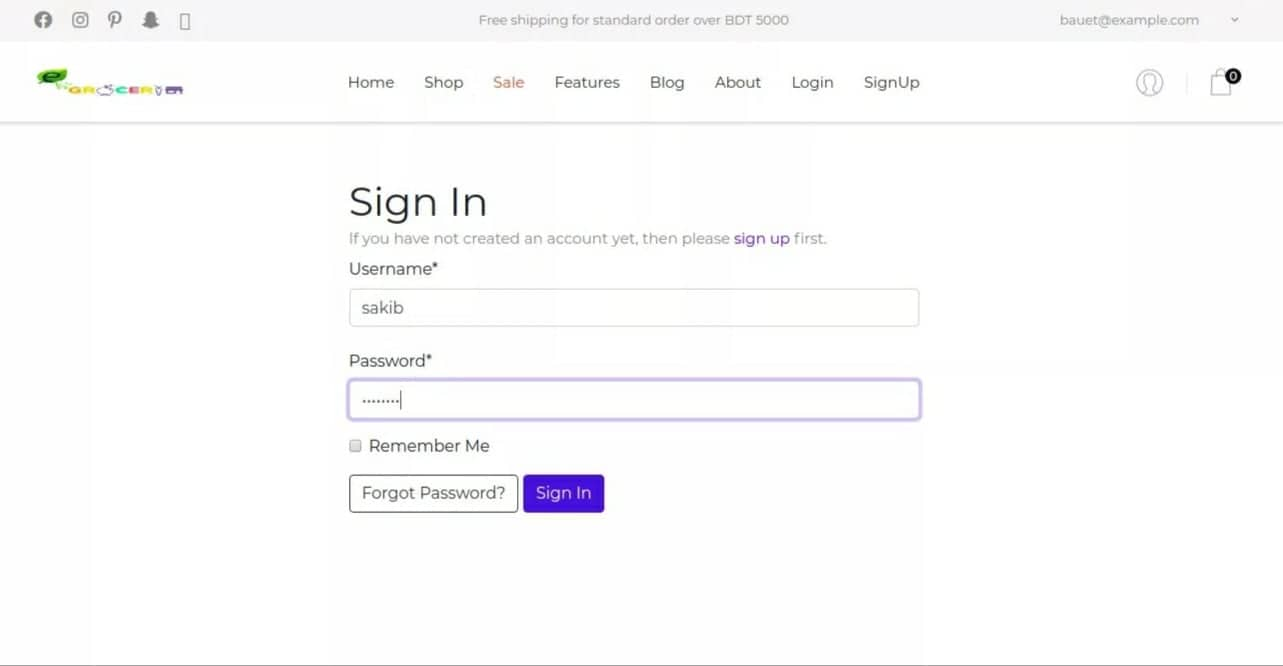 Free shipping for standard order over BDT 5000
bauet@example.com
e GROCERIES
Home Shop Sale Features Blog About Login SignUp
0
Sign In
If you have not created an account yet, then please sign up first.
Username*
sakib
Password*
........
Remember Me
Forgot Password? Sign In